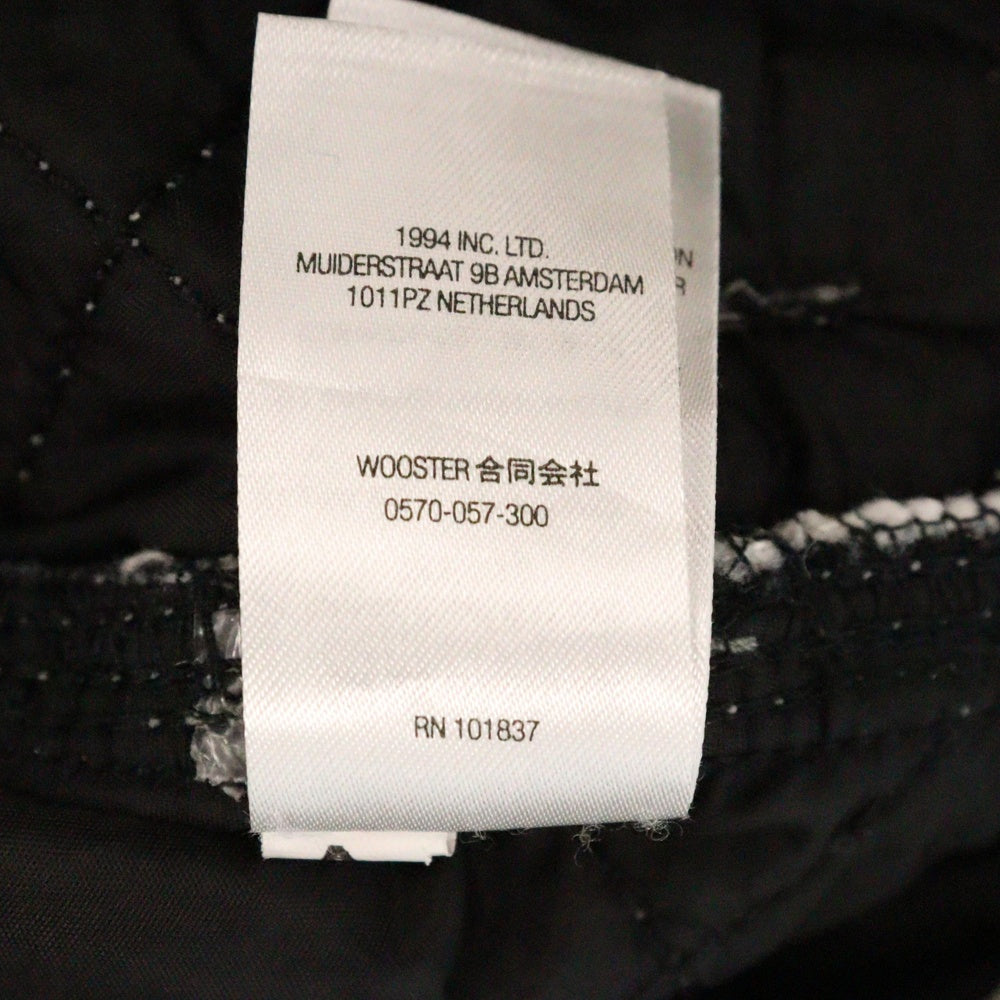 1994 INC. LTD.
MUIDERSTRAAT 9B AMSTERDAM
1011PZ NETHERLANDS
WOOSTER 合同会社
0570-057-300
RN 101837